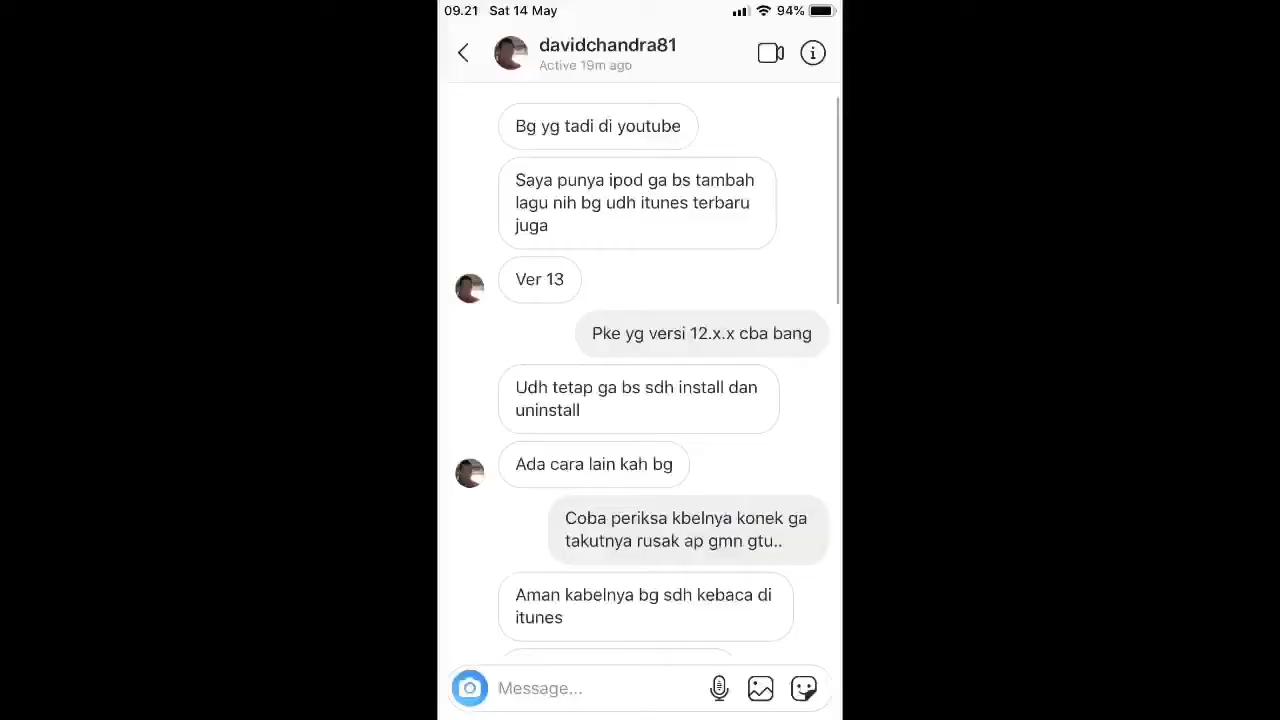 09.21 Sat 14 May 94%
davidchandra81
Active 19m ago
Bg yg tadi di youtube
Saya punya ipod ga bs tambah
lagu nih bg udh itunes terbaru
juga
Ver 13
Pke yg versi 12.x.x cba bang
Udh tetap ga bs sdh install dan
uninstall
Ada cara lain kah bg
Coba periksa kbelnya konek ga
takutnya rusak ap gmn gtu..
Aman kabelnya bg sdh kebaca di
itunes
Message...